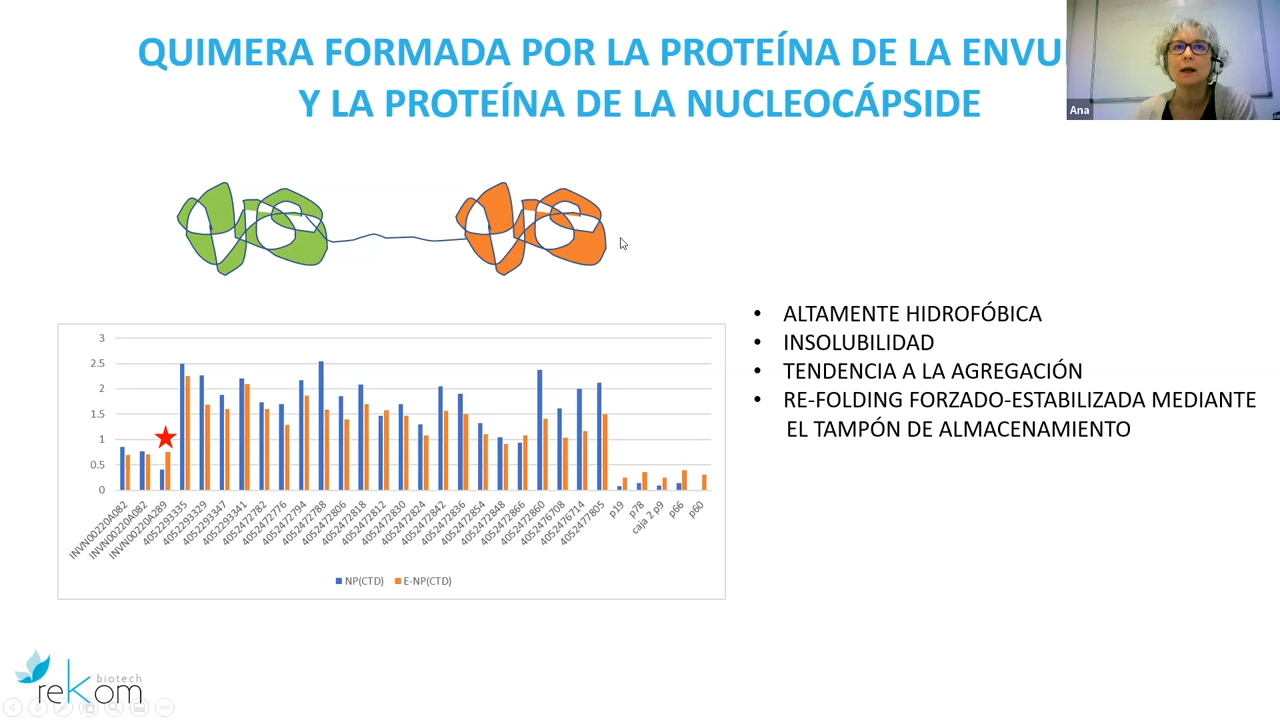 QUIMERA FORMADA POR LA PROTEÍNA DE LA ENVU
Y LA PROTEÍNA DE LA NUCLEOCÁPSIDE
Ana
• ALTAMENTE HIDROFÓBICA
• INSOLUBILIDAD
• TENDENCIA A LA AGREGACIÓN
• RE-FOLDING FORZADO-ESTABILIZADA MEDIANTE
EL TAMPÓN DE ALMACENAMIENTO
3
2.5
2
1.5
1
0.5
0
INVN00220A082
INVN00220A082
INVN00220A289
4052293335
4052293329
4052293347
4052293341
4052472782
4052472776
4052472794
4052472788
4052472806
4052472818
4052472812
4052472830
4052472824
4052472842
4052472836
4052472854
4052472848
4052472866
4052472860
4052476708
4052476714
4052477805
p19
p78
caja 2 p9
p66
p60
NP(CTD) E-NP(CTD)
biotech
rekom